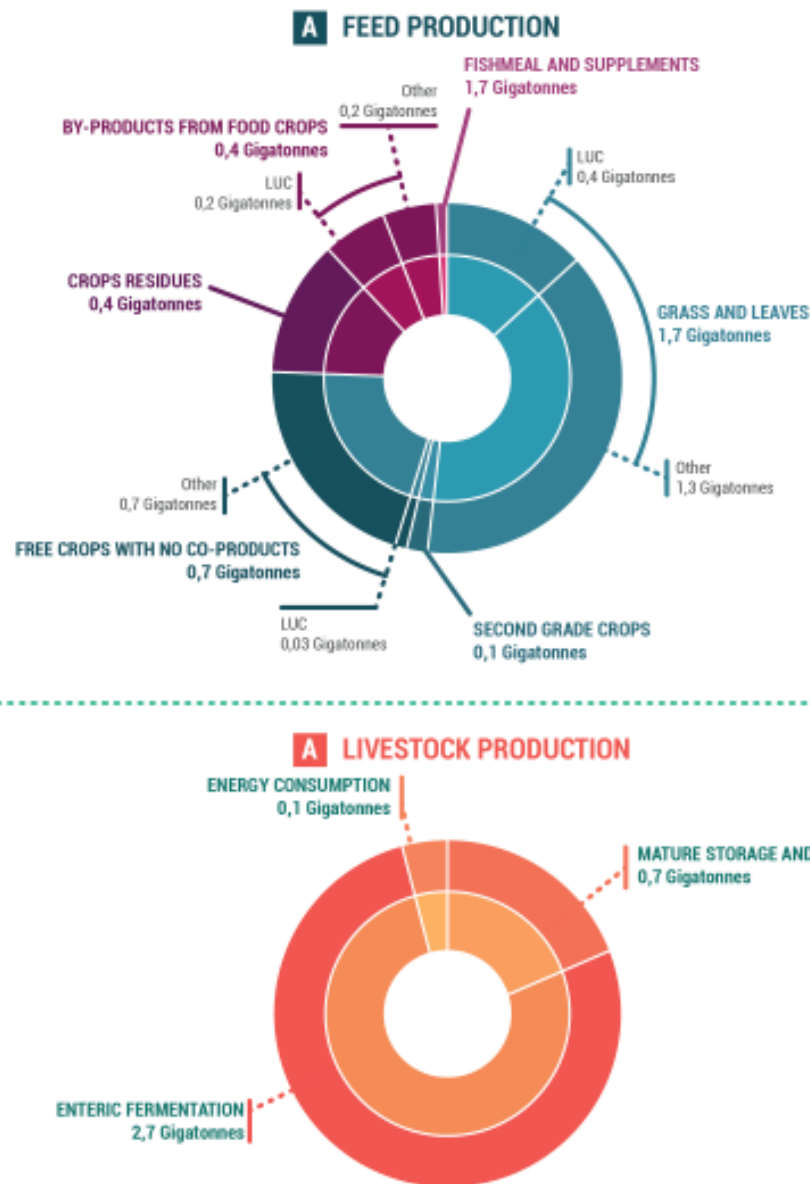 A FEED PRODUCTION
FISHMEAL AND SUPPLEMENTS
1,7 Gigatonnes
Other
0,2 Gigatonnes
BY-PRODUCTS FROM FOOD CROPS
0,4 Gigatonnes
LUC
0,2 Gigatonnes
LUC
0,4 Gigatonnes
CROPS RESIDUES
0,4 Gigatonnes
GRASS AND LEAVES
1,7 Gigatonnes
Other
0,7 Gigatonnes
Other
1,3 Gigatonnes
FREE CROPS WITH NO CO-PRODUCTS
0,7 Gigatonnes
LUC
0,03 Gigatonnes
SECOND GRADE CROPS
0,1 Gigatonnes
A LIVESTOCK PRODUCTION
ENERGY CONSUMPTION
0,1 Gigatonnes
MATURE STORAGE AND
0,7 Gigatonnes
ENTERIC FERMENTATION
2,7 Gigatonnes